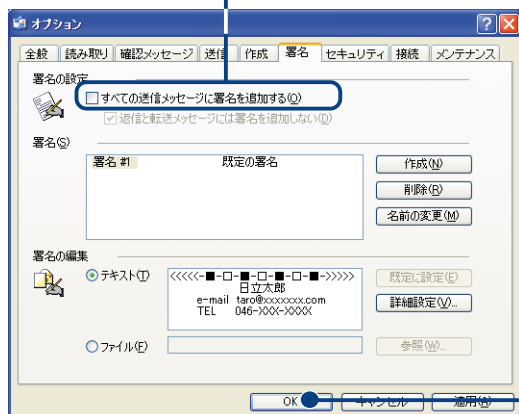 オプション
全般 読み取り 確認メッセージ 送信 作成 署名 セキュリティ 接続 メンテナンス
署名の設定
すべての送信メッセージに署名を追加する(O)
返信と転送メッセージには署名を追加しない(D)
署名(S)
署名 #1 既定の署名
作成(N)
削除(R)
名前の変更(M)
署名の編集
テキスト(T)
<<<<<-■-□-■-□-■-□-■->>>>>
日立太郎
e-mail taro@xxxxxxx.com
TEL 046-XXX-XXXX
既定に設定(E)
詳細設定(V)...
ファイル(F)
参照(W)...
OK キャンセル 適用(A)